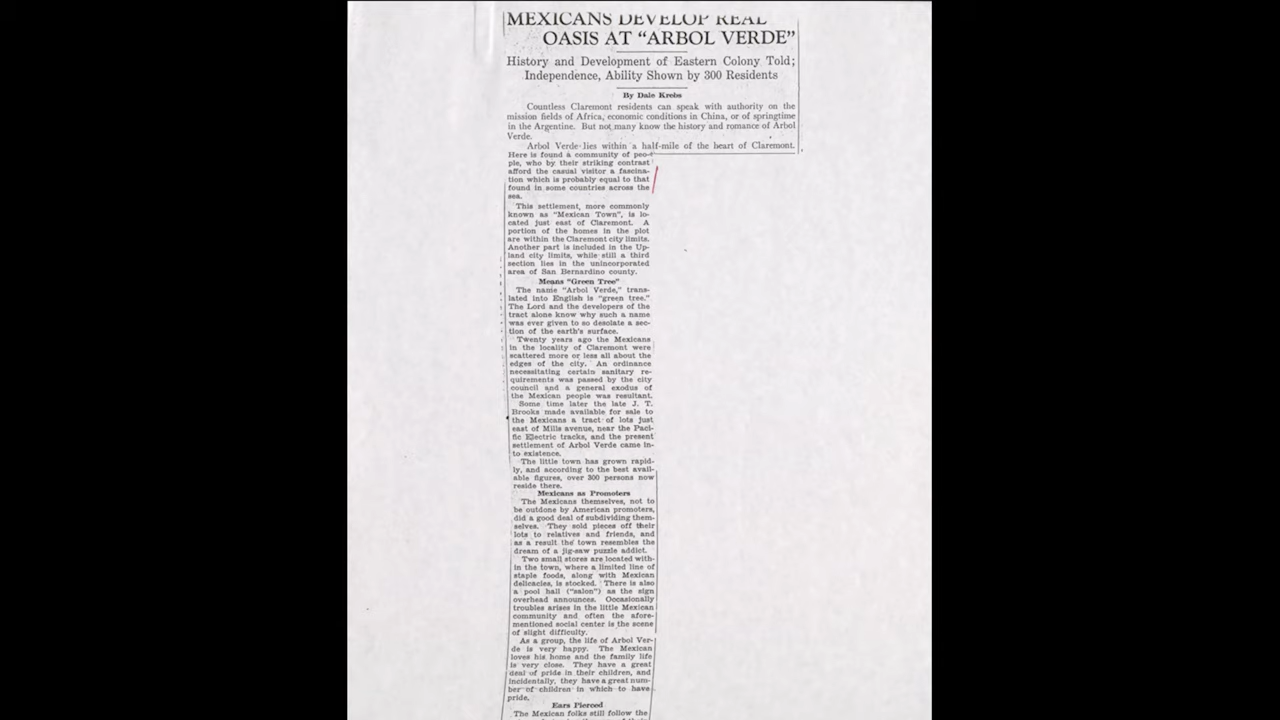 MEXICANS DEVELOP REAL
OASIS AT "ARBOL VERDE"
History and Development of Eastern Colony Told;
Independence, Ability Shown by 300 Residents
By Dale Krebs
Countless Claremont residents can speak with authority on the
mission fields of Africa, economic conditions in China, or of springtime
in the Argentine. But not many know the history and romance of Arbol
Verde.
Arbol Verde lies within a half-mile of the heart of Claremont.
Here is found a community of peo-
ple, who by their striking contrast
afford the casual visitor a fascina-
tion which is probably equal to that
found in some countries across the
sea.
This settlement, more commonly
known as "Mexican Town", is lo-
cated just east of Claremont. A
portion of the homes in the plot
are within the Claremont city limits.
Another part is included in the Up-
land city limits, while still a third
section lies in the unincorporated
area of San Bernardino county.
Means "Green Tree"
The name "Arbol Verde," trans-
lated into English is "green tree."
The Lord and the developers of the
tract alone know why such a name
was ever given to so desolate a sec-
tion of the earth's surface.
Twenty years ago the Mexicans
in the locality of Claremont were
scattered more or less all about the
edges of the city. An ordinance
necessitating certain sanitary re-
quirements was passed by the city
council and a general exodus of
the Mexican people was resultant.
Some time later the late J. T.
Brooks made available for sale to
the Mexicans a tract of lots just
east of Mills avenue, near the Paci-
fic Electric tracks, and the present
settlement of Arbol Verde came in-
to existence.
The little town has grown rapid-
ly, and according to the best avail-
able figures, over 300 persons now
reside there.
Mexicans as Promoters
The Mexicans themselves, not to
be outdone by American promoters,
did a good deal of subdividing them-
selves. They sold pieces off their
lots to relatives and friends, and
as a result the town resembles the
dream of a jig-saw puzzle addict.
Two small stores are located with-
in the town, where a limited line of
staple foods, along with Mexican
delicacies, is stocked. There is also
a pool hall ("salon") as the sign
overhead announces. Occasionally
troubles arises in the little Mexican
community and often the afore-
mentioned social center is the scene
of slight difficulty.
As a group, the life of Arbol Ver-
de is very happy. The Mexican
loves his home and the family life
is very close. They have a great
deal of pride in their children, and
incidentally, they have a great num-
ber of children in which to have
pride.
Ears Pierced
The Mexican folks still follow the